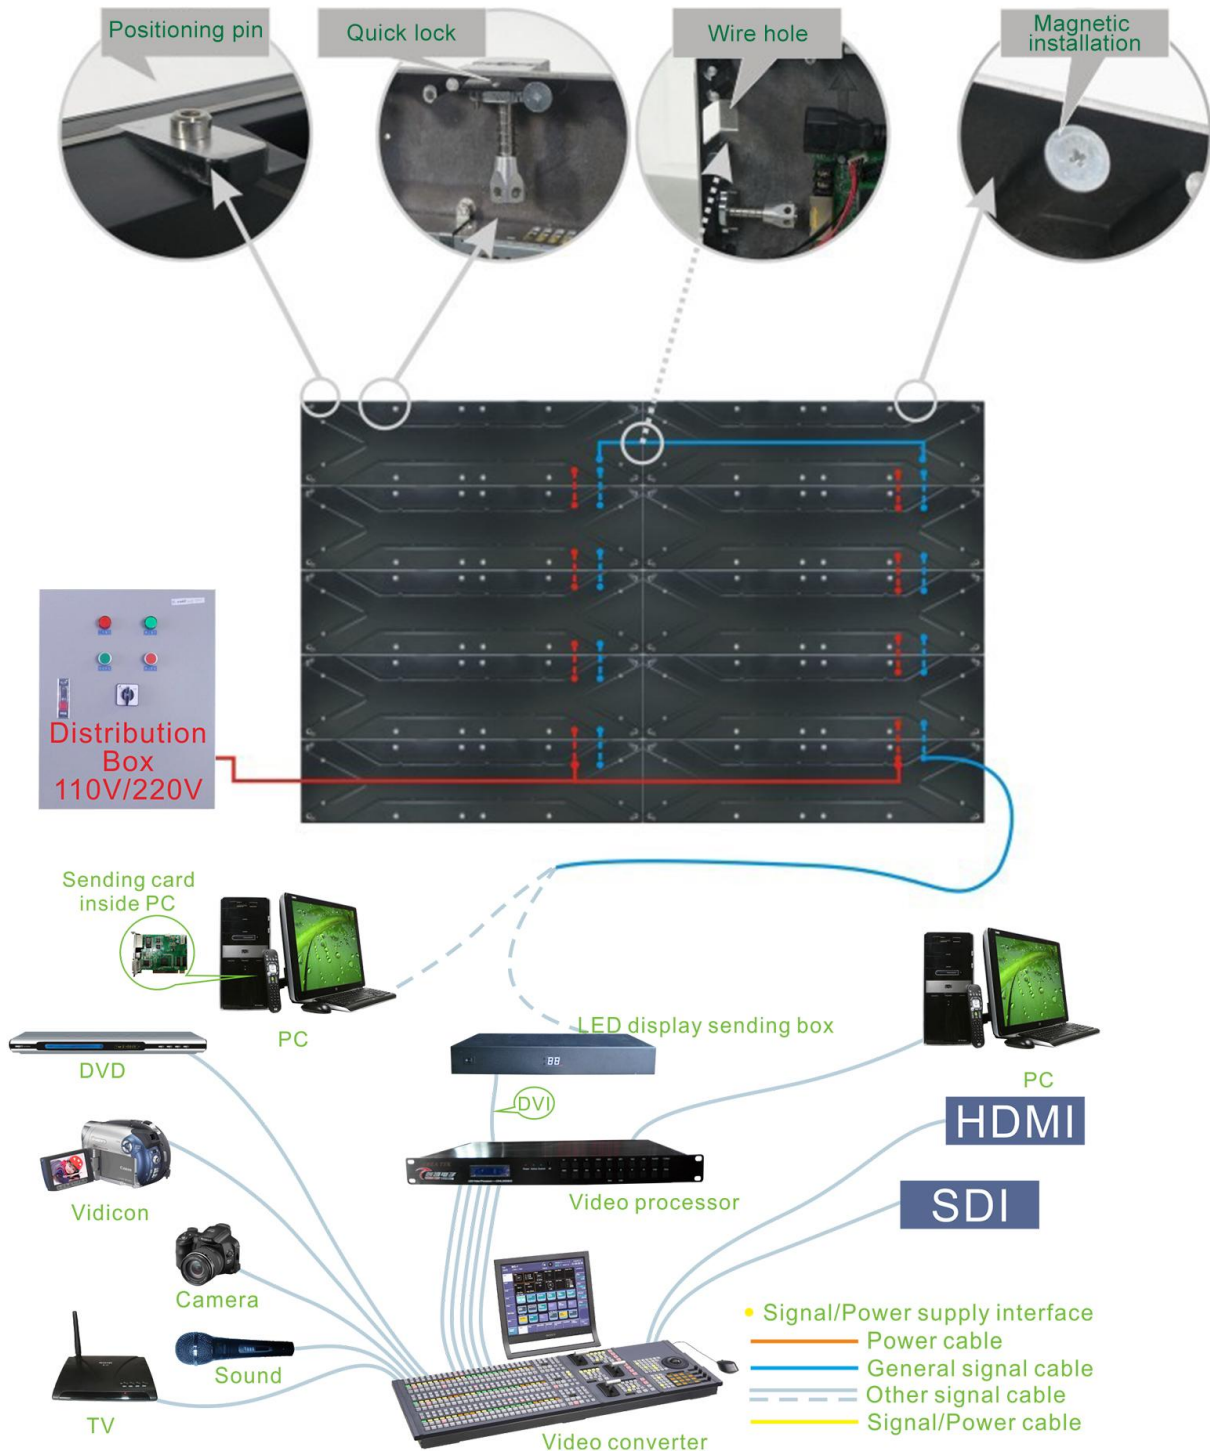 Positioning pin
Quick lock
Wire hole
Magnetic
installation
Distribution
Box
110V/220V
Sending card
inside PC
PC
LED display sending box
DVD
DVI
PC
HDMI
Vidicon
Video processor
SDI
Camera
Sound
TV
Video converter
Signal/Power supply interface
Power cable
General signal cable
Other signal cable
Signal/Power cable